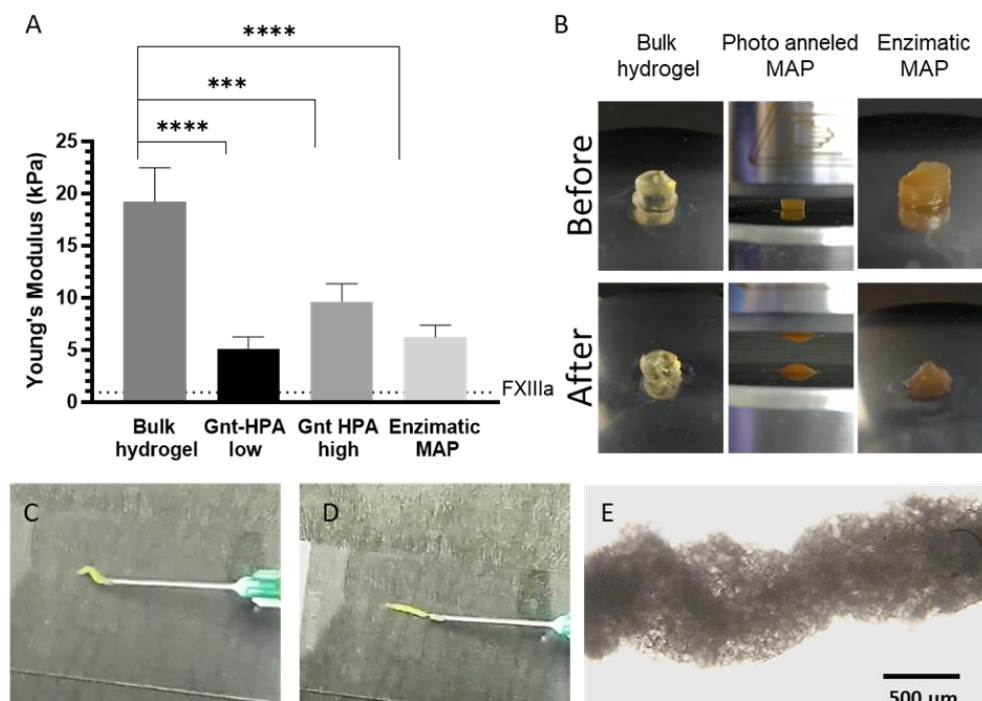 A
****
***
****
Young's Modulus (kPa)
25
20
15
10
5
0
FXIIIa
Bulk
hydrogel
Gnt-HPA
low
Gnt HPA
high
Enzimatic
MAP
B
Bulk
hydrogel
Photo anneled
MAP
Enzimatic
MAP
Before
After
C
D
E
500 µm